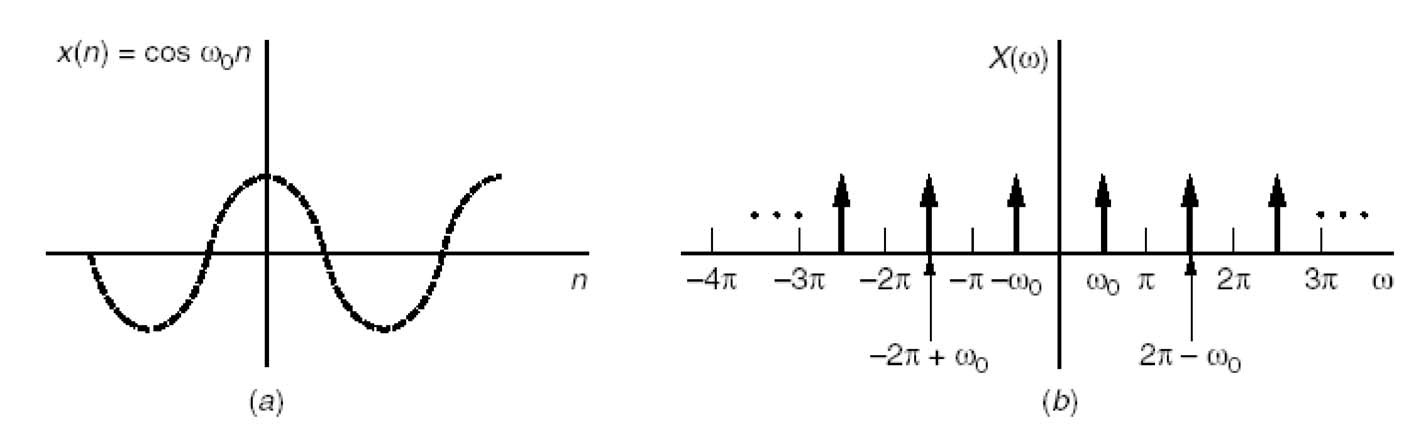 x(n) = cos ω₀n
n
(a)
X(ω)
• • •
• • •
–4π –3π –2π –π –ω₀ ω₀ π 2π 3π ω
–2π + ω₀ 2π – ω₀
(b)